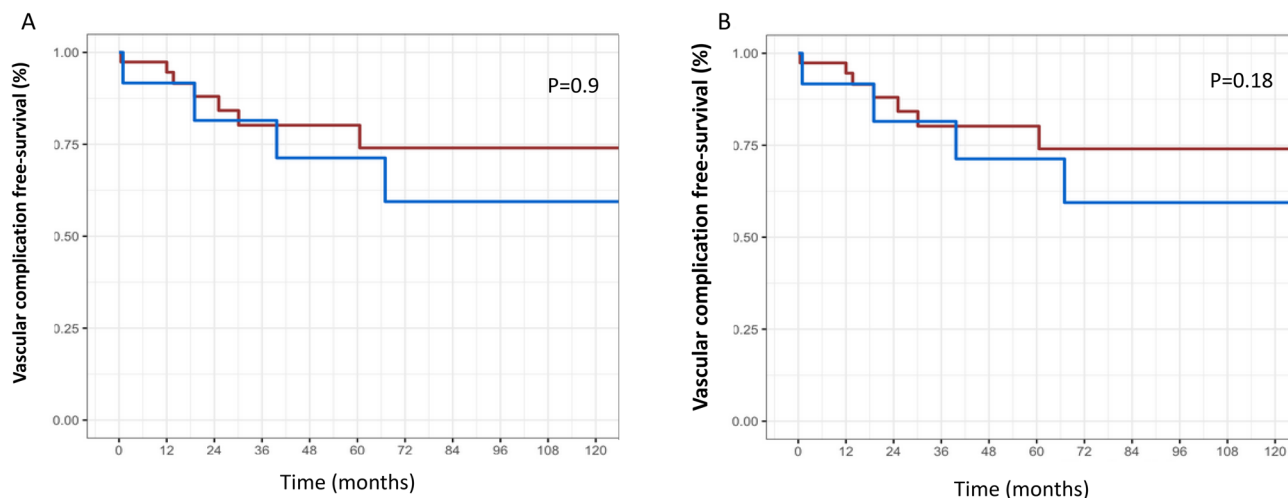 A
Vascular complication free-survival (%)
1.00
P=0.9
0.75
0.50
0.25
0.00
0 12 24 36 48 60 72 84 96 108 120
Time (months)
B
Vascular complication free-survival (%)
1.00
P=0.18
0.75
0.50
0.25
0.00
0 12 24 36 48 60 72 84 96 108 120
Time (months)